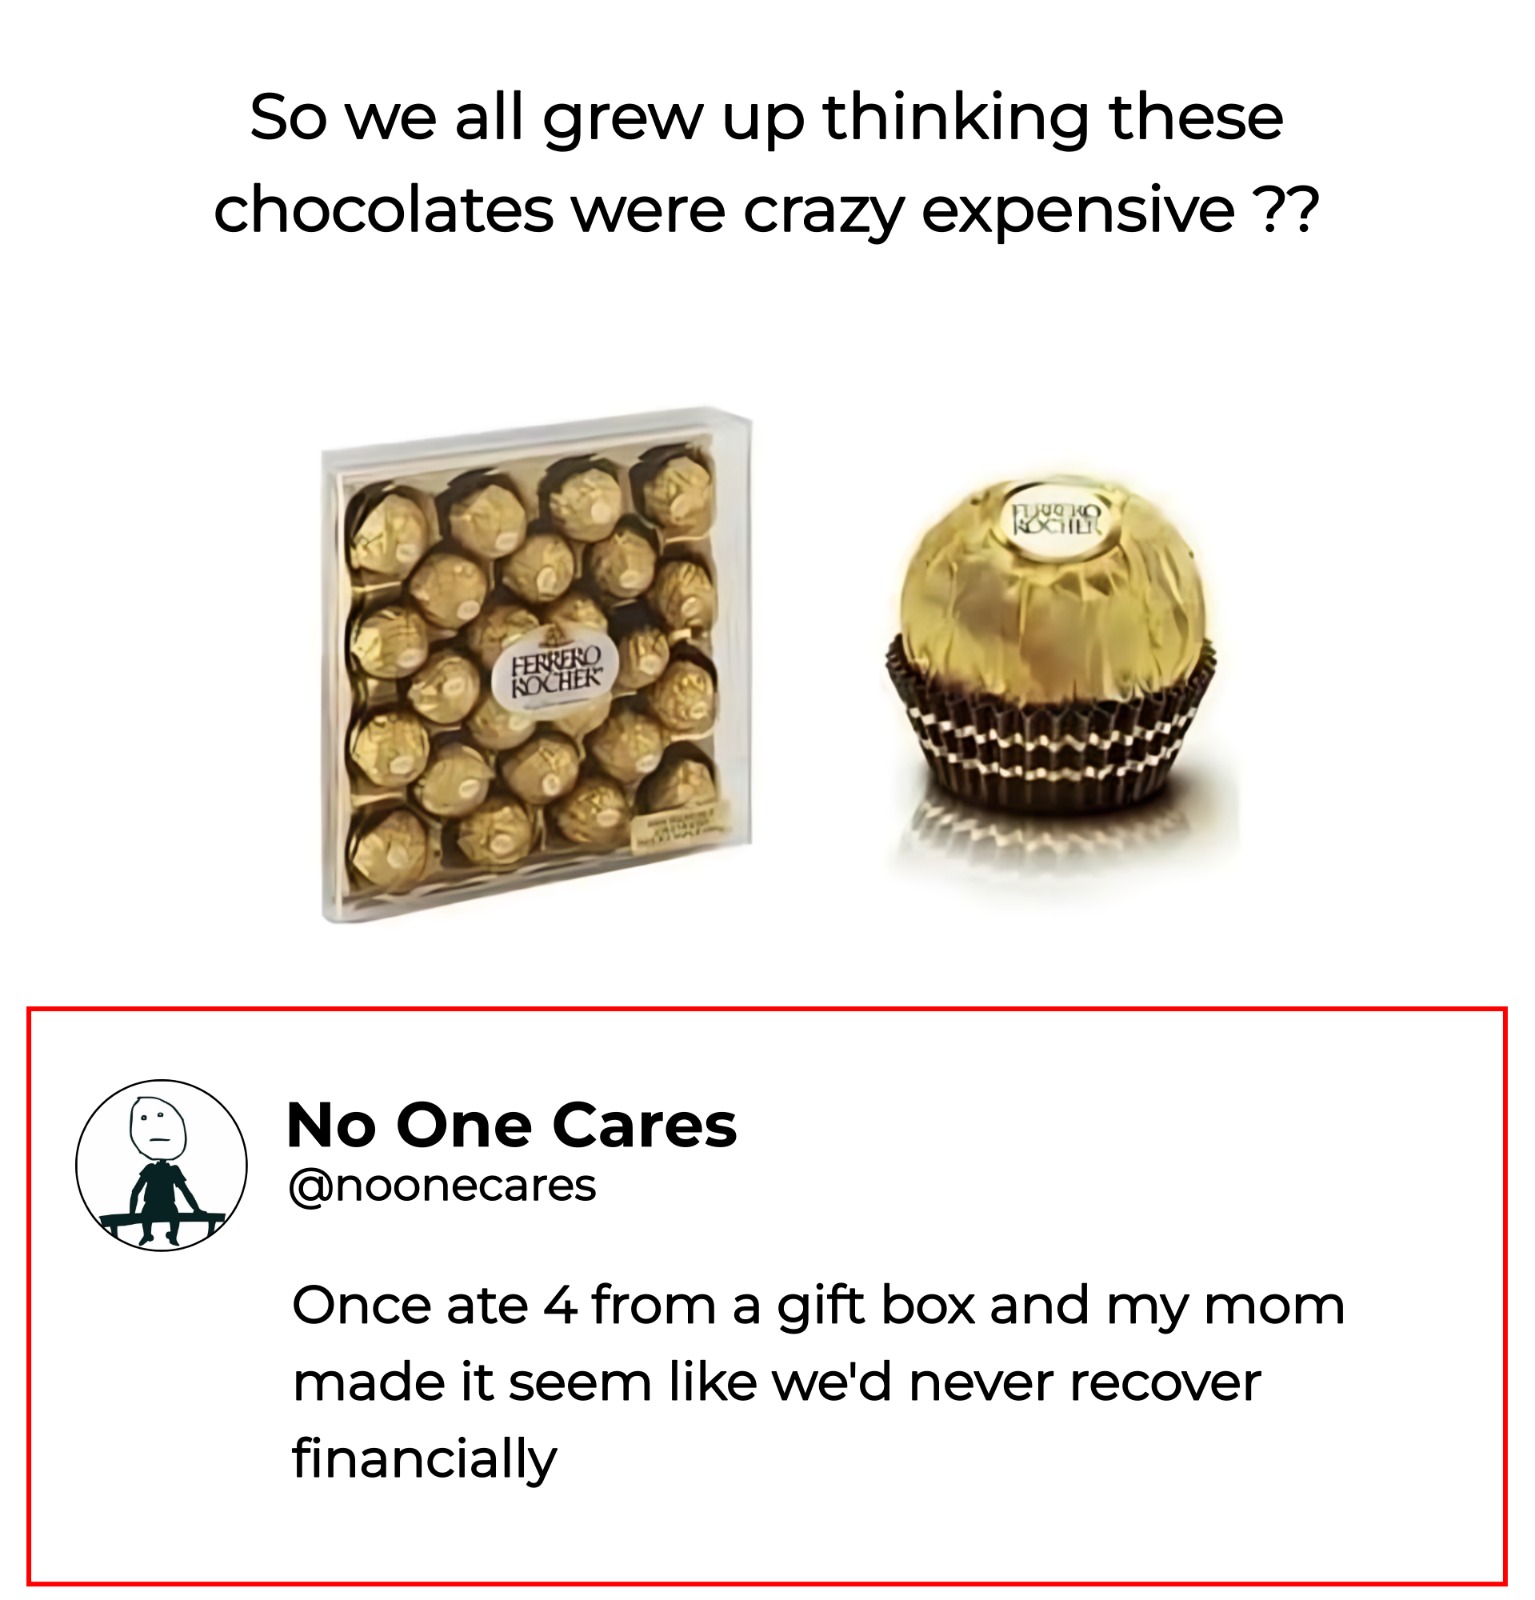 So we all grew up thinking these
chocolates were crazy expensive ??
FERRERO
ROCHER
FERRERO
ROCHER
No One Cares
@noonecares
Once ate 4 from a gift box and my mom
made it seem like we'd never recover
financially